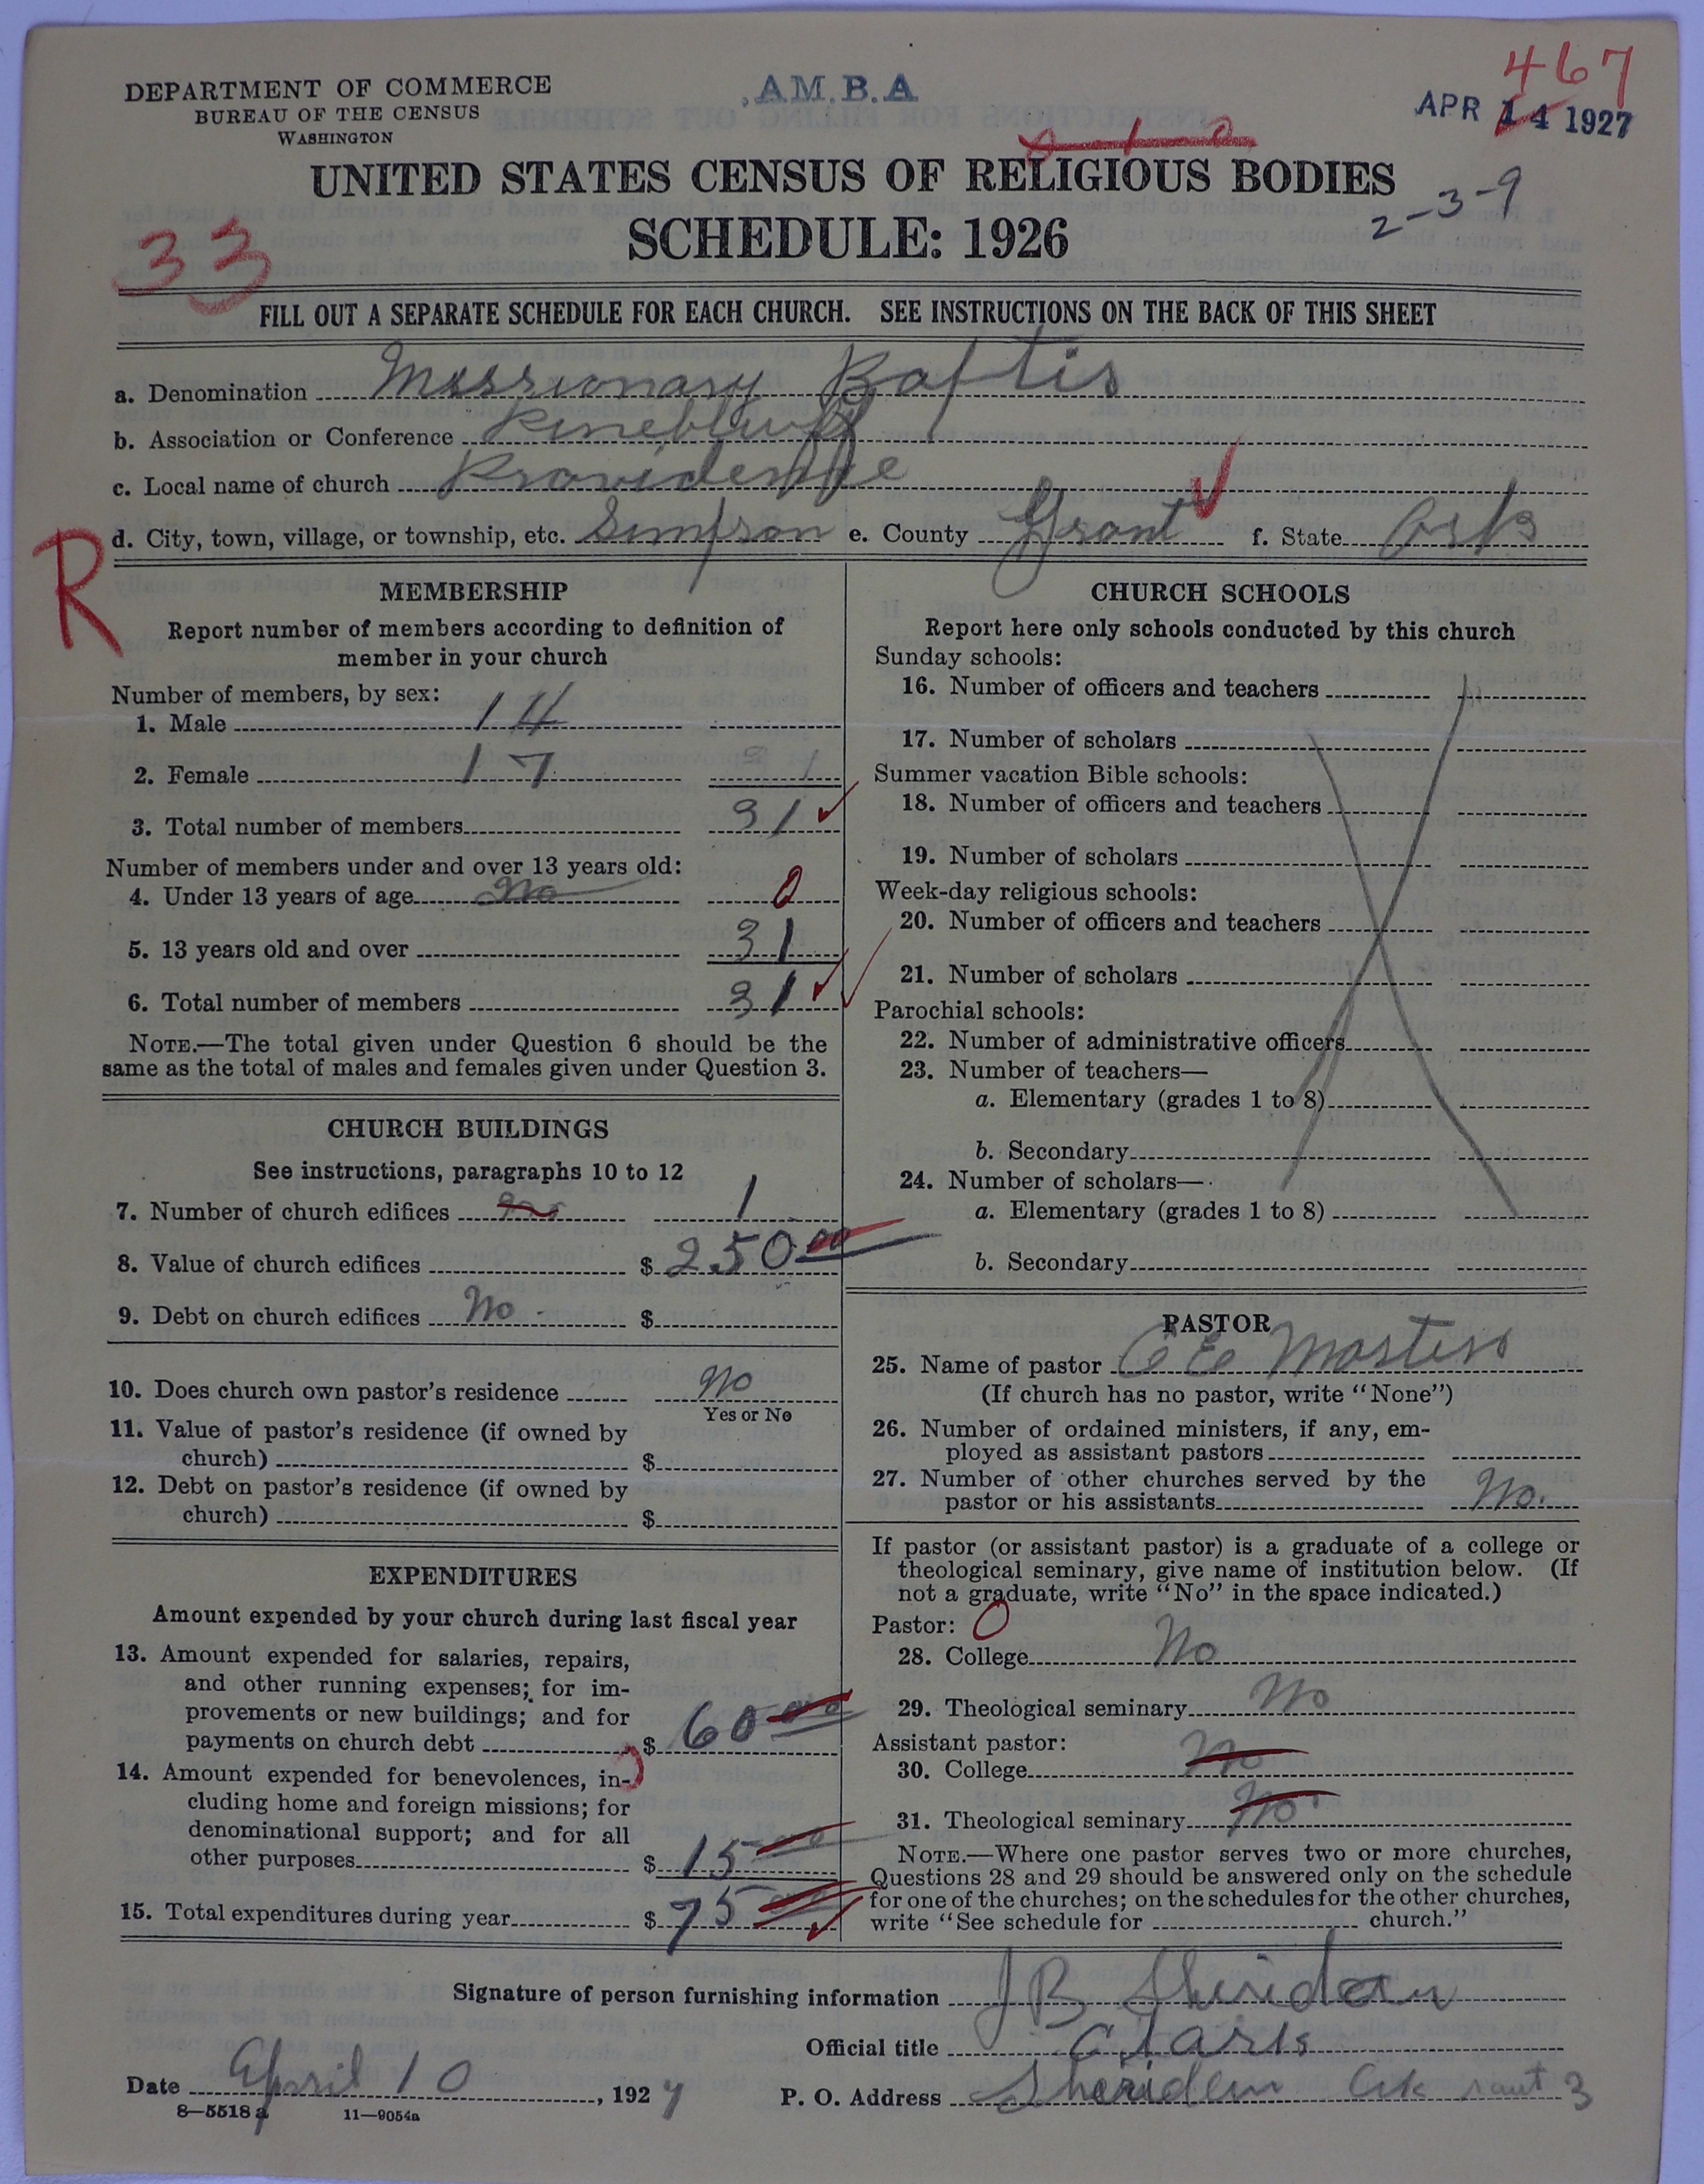 467
A.M.B.A
DEPARTMENT OF COMMERCE
BUREAU OF THE CENSUS
WASHINGTON
APR 14 1927
UNITED STATES CENSUS OF RELIGIOUS BODIES
2-3-9
SCHEDULE: 1926
33
FILL OUT A SEPARATE SCHEDULE FOR EACH CHURCH. SEE INSTRUCTIONS ON THE BACK OF THIS SHEET
a. Denomination Missionary Baptis
b. Association or Conference Pinebluff
c. Local name of church Providence
d. City, town, village, or township, etc. Simpson e. County Grant f. State Ark
R
MEMBERSHIP
Report number of members according to definition of
member in your church
Number of members, by sex:
1. Male 14
2. Female 17 31
3. Total number of members 31
Number of members under and over 13 years old:
4. Under 13 years of age No 0
5. 13 years old and over 31
6. Total number of members 31
NOTE.—The total given under Question 6 should be the
same as the total of males and females given under Question 3.
CHURCH BUILDINGS
See instructions, paragraphs 10 to 12
7. Number of church edifices 1
8. Value of church edifices $ 250 00
9. Debt on church edifices No $
10. Does church own pastor's residence No
Yes or No
11. Value of pastor's residence (if owned by
church) $
12. Debt on pastor's residence (if owned by
church) $
EXPENDITURES
Amount expended by your church during last fiscal year
13. Amount expended for salaries, repairs,
and other running expenses; for im-
provements or new buildings; and for
payments on church debt $ 60 00
14. Amount expended for benevolences, in-
cluding home and foreign missions; for
denominational support; and for all
other purposes $ 15 00
15. Total expenditures during year $ 75 00
CHURCH SCHOOLS
Report here only schools conducted by this church
Sunday schools:
16. Number of officers and teachers
17. Number of scholars
Summer vacation Bible schools:
18. Number of officers and teachers
19. Number of scholars
Week-day religious schools:
20. Number of officers and teachers
21. Number of scholars
Parochial schools:
22. Number of administrative officers
23. Number of teachers—
a. Elementary (grades 1 to 8)
b. Secondary
24. Number of scholars—
a. Elementary (grades 1 to 8)
b. Secondary
PASTOR
25. Name of pastor C E Masters
(If church has no pastor, write "None")
26. Number of ordained ministers, if any, em-
ployed as assistant pastors
27. Number of other churches served by the
pastor or his assistants No.
If pastor (or assistant pastor) is a graduate of a college or
theological seminary, give name of institution below. (If
not a graduate, write "No" in the space indicated.)
Pastor: 0
28. College No
29. Theological seminary No
Assistant pastor:
30. College No
31. Theological seminary No
NOTE.—Where one pastor serves two or more churches,
Questions 28 and 29 should be answered only on the schedule
for one of the churches; on the schedules for the other churches,
write "See schedule for church."
Signature of person furnishing information J B Sheridan
Official title Clark
Date April 10, 1927
P. O. Address Sheriden Ark raut 3
8—5518 a 11—9054a